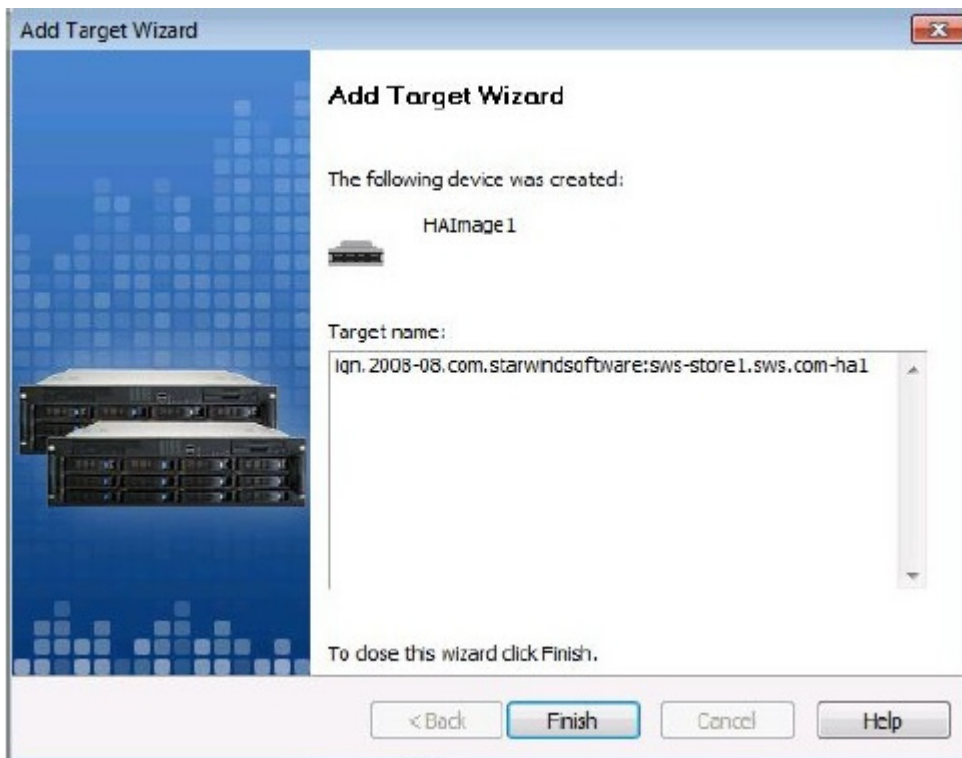 Add Target Wizard
Add Target Wizard
The following device was created:
HAImage1
Target name:
iqn.2008-08.com.starwindsoftware:sws-store1.sws.com-ha1
To close this wizard click Finish.
< Back Finish Cancel Help